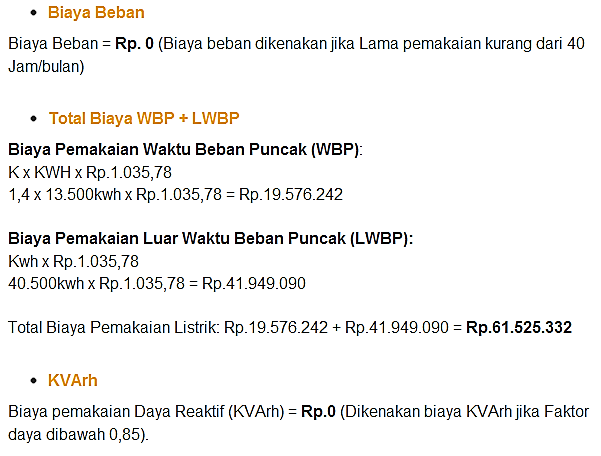 • Biaya Beban
Biaya Beban = Rp. 0 (Biaya beban dikenakan jika Lama pemakaian kurang dari 40
Jam/bulan)
• Total Biaya WBP + LWBP
Biaya Pemakaian Waktu Beban Puncak (WBP):
K x KWH x Rp.1.035,78
1,4 x 13.500kwh x Rp.1.035,78 = Rp.19.576.242
Biaya Pemakaian Luar Waktu Beban Puncak (LWBP):
Kwh x Rp.1.035,78
40.500kwh x Rp.1.035,78 = Rp.41.949.090
Total Biaya Pemakaian Listrik: Rp.19.576.242 + Rp.41.949.090 = Rp.61.525.332
• KVArh
Biaya pemakaian Daya Reaktif (KVArh) = Rp.0 (Dikenakan biaya KVArh jika Faktor
daya dibawah 0,85).